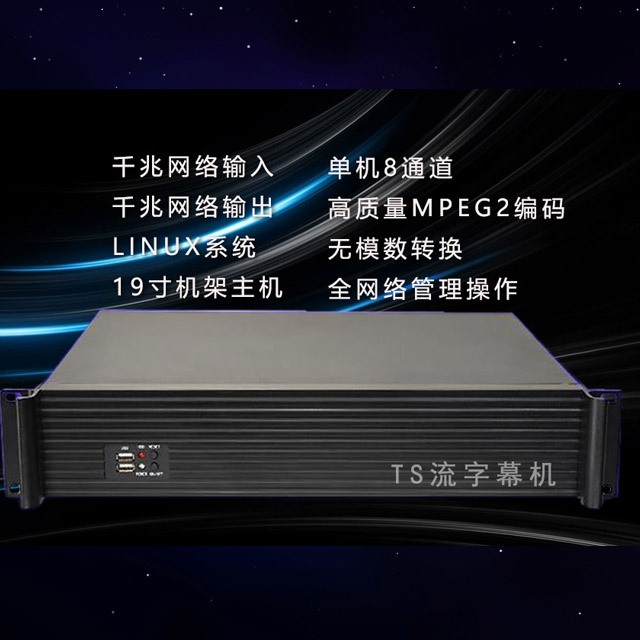 千兆网络输入
千兆网络输出
LINUX系统
19寸机架主机
单机8通道
高质量MPEG2编码
无模数转换
全网络管理操作
TS流字幕机